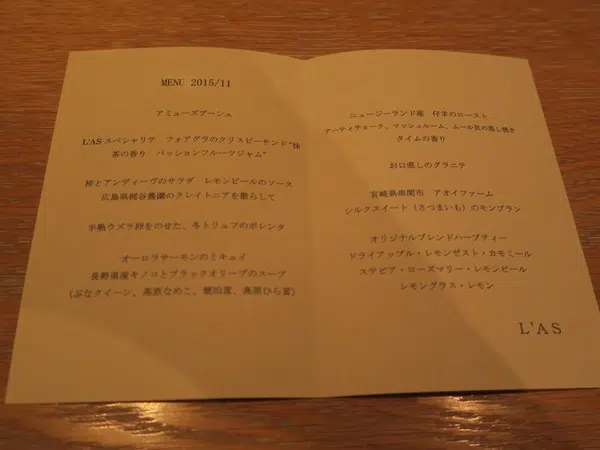 MENU 2015/11
アミューズブーシュ
L'AS スペシャリテ　フォアグラのクリスピーサンド"抹
茶の香り　パッションフルーツジャム"
柿とアンディーヴのサラダ　レモンピールのソース
広島県梶谷農園のクレイトニアを散らして
半熟ウズラ卵をのせた、冬トリュフのポレンタ
オーロラサーモンのミキュイ
長野県産キノコとブラックオリーブのスープ
(ぶなクイーン、高原なめこ、琥珀茸、高原ひら茸)
ニュージーランド産　仔羊のロースト
アーティチョーク、マッシュルーム、ムール貝の蒸し焼き
タイムの香り
お口直しのグラニテ
宮崎県串間市　アオイファーム
シルクスイート（さつまいも）のモンブラン
オリジナルブレンドハーブティー
ドライアップル・レモンゼスト・カモミール
ステビア・ローズマリー・レモンピール
レモングラス・レモン
L'AS